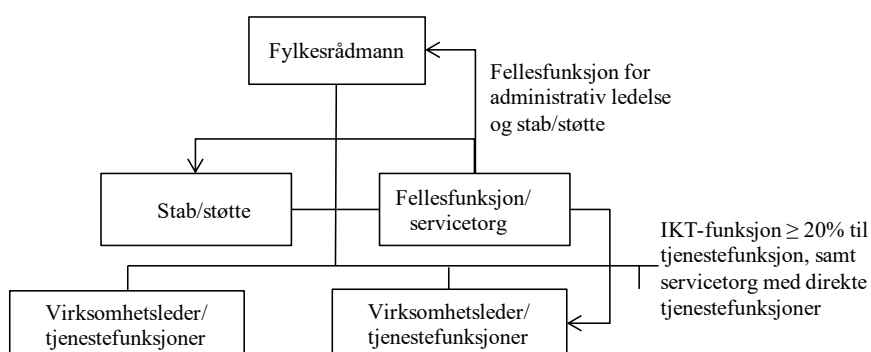 Fylkesrådmann
Fellesfunksjon for
administrativ ledelse
og stab/støtte
Stab/støtte
Fellesfunksjon/
servicetorg
IKT-funksjon ≥ 20% til
tjenestefunksjon, samt
servicetorg med direkte
tjenestefunksjoner
Virksomhetsleder/
tjenestefunksjoner
Virksomhetsleder/
tjenestefunksjoner